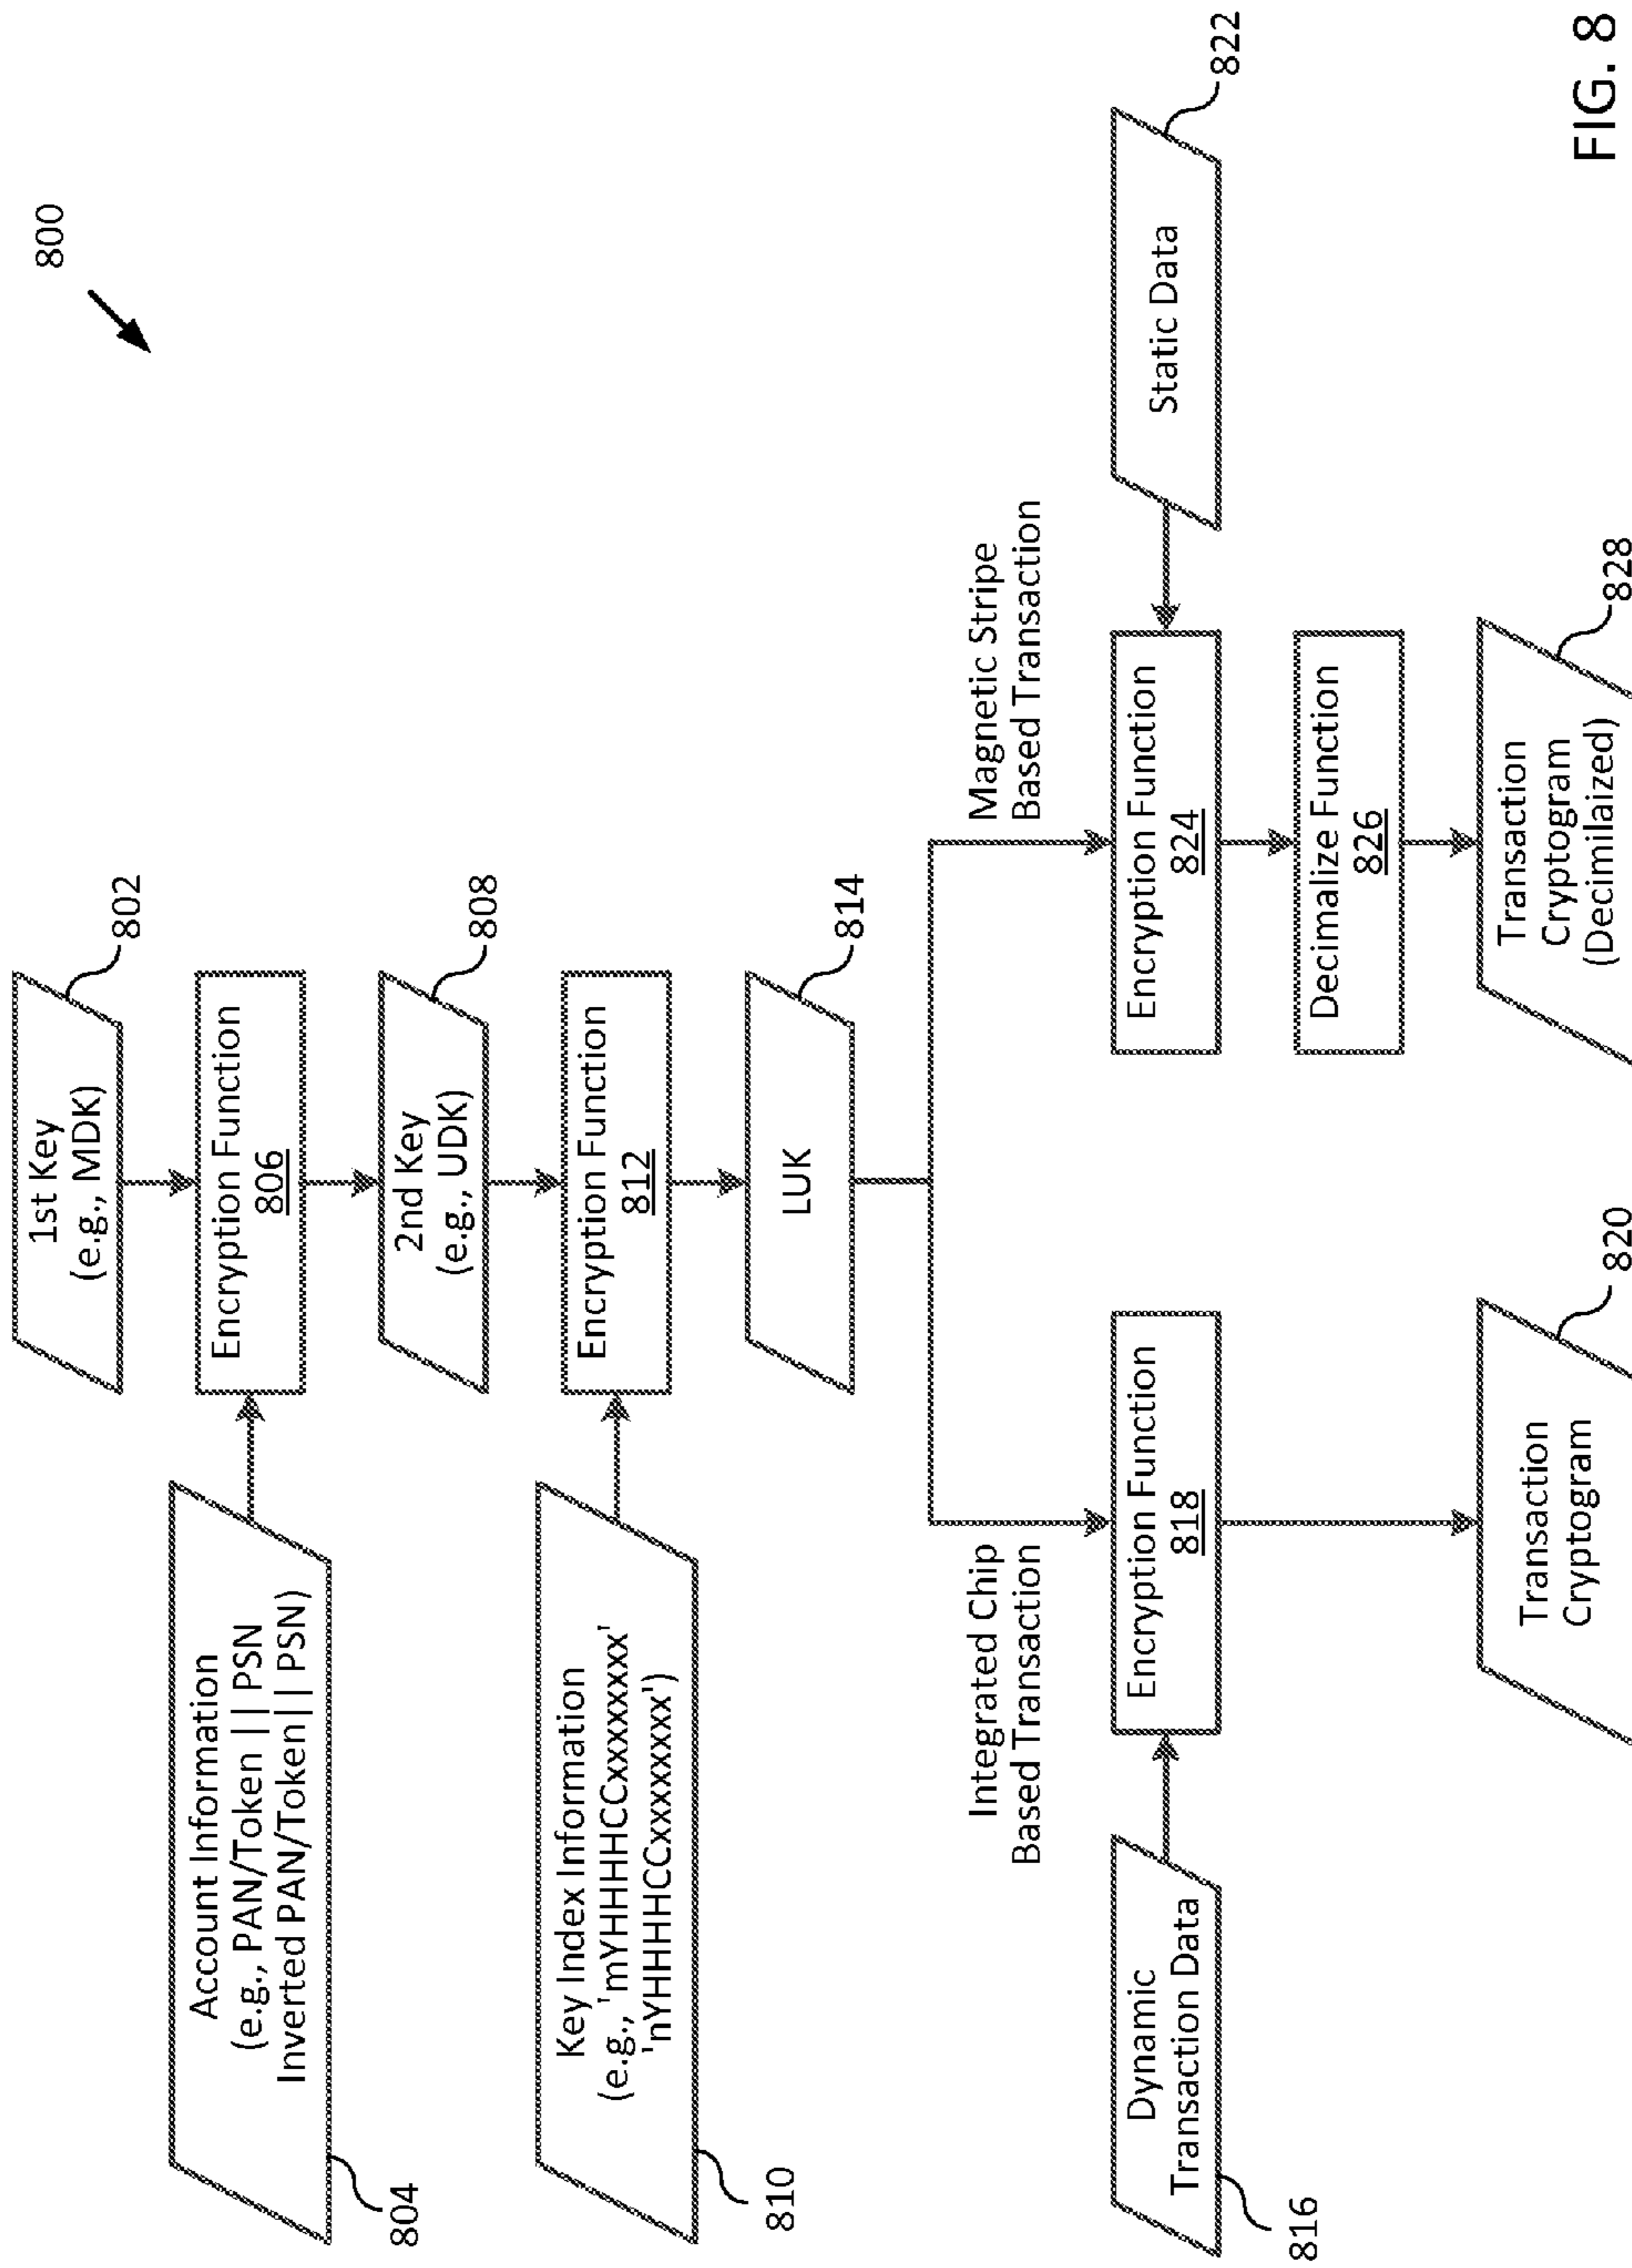 800
1st Key
(e.g., MDK)
802
Account Information
(e.g., PAN/Token || PSN
Inverted PAN/Token|| PSN)
804
Encryption Function
806
2nd Key
(e.g., UDK)
808
Key Index Information
(e.g., 'mYHHHHCCxxxxxxxx'
'nYHHHHCCxxxxxxxx')
810
Encryption Function
812
LUK
814
Integrated Chip
Based Transaction
Magnetic Stripe
Based Transaction
Dynamic
Transaction Data
816
Encryption Function
818
Encryption Function
824
Static Data
822
Decimalize Function
826
Transaction
Cryptogram
820
Transaction
Cryptogram
(Decimilaized)
828
FIG. 8